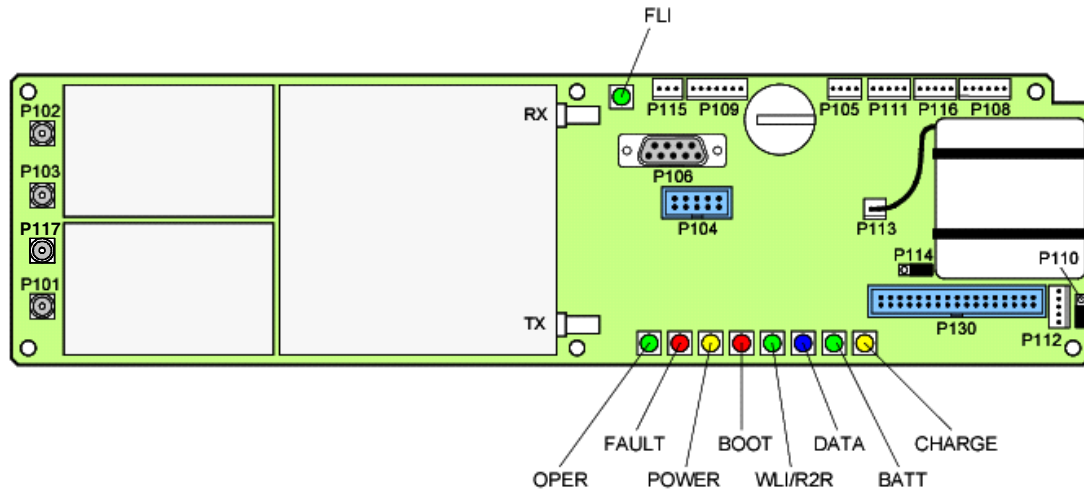 FLI
P102
P103
P117
P101
RX
TX
P115
P109
P105
P111
P116
P108
P106
P104
P113
P114
P110
P130
P112
FAULT
BOOT
DATA
CHARGE
OPER
POWER
WLI/R2R
BATT